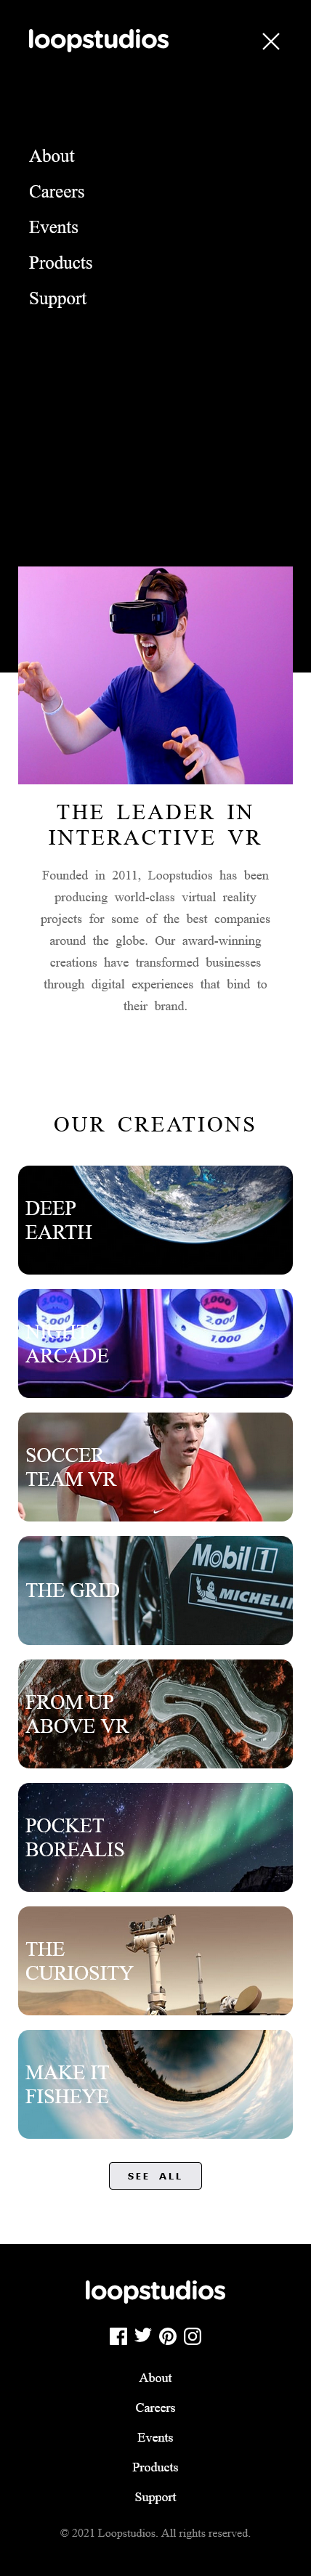 loopstudios
About
Careers
Events
Products
Support
THE LEADER IN
INTERACTIVE VR
Founded in 2011, Loopstudios has been
producing world-class virtual reality
projects for some of the best companies
around the globe. Our award-winning
creations have transformed businesses
through digital experiences that bind to
their brand.
OUR CREATIONS
DEEP
EARTH
1,000
1,000
2,000
2,000
1,000
NIGHT
ARCADE
SOCCER
TEAM VR
THE GRID
Mobil 1
MICHELIN
FROM UP
ABOVE VR
POCKET
BOREALIS
THE
CURIOSITY
MAKE IT
FISHEYE
SEE ALL
loopstudios
About
Careers
Events
Products
Support
© 2021 Loopstudios. All rights reserved.